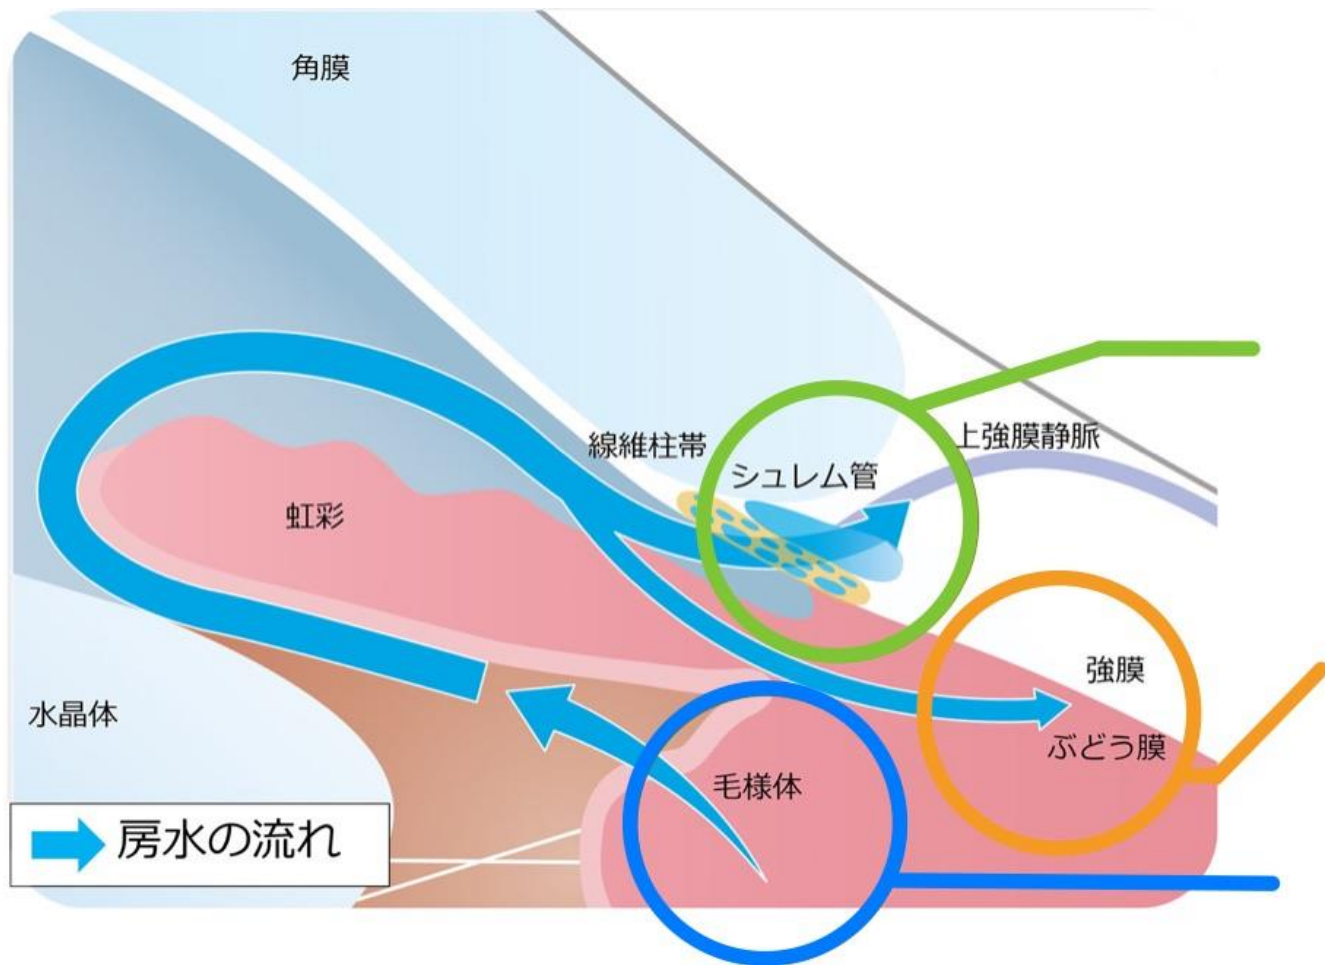 角膜
線維柱帯
シュレム管
上強膜静脈
虹彩
強膜
ぶどう膜
水晶体
毛様体
房水の流れ